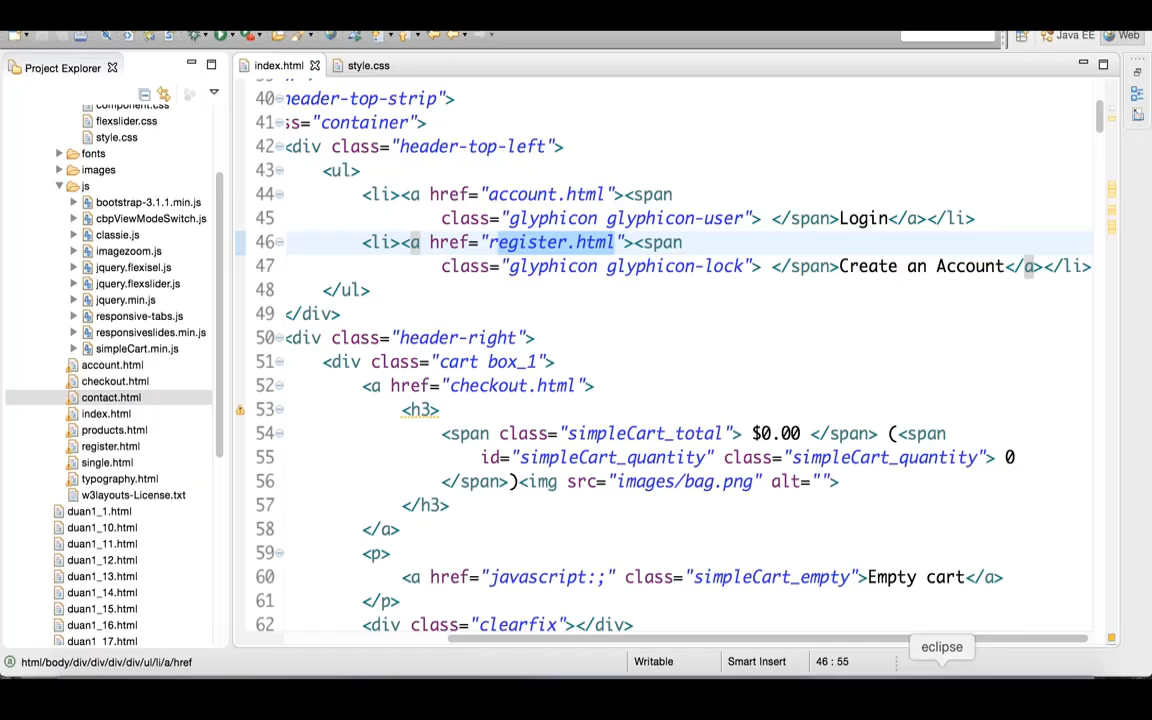 Java EE
Web
Project Explorer
component.css
flexslider.css
style.css
fonts
images
js
bootstrap-3.1.1.min.js
cbpViewModeSwitch.js
classie.js
imagezoom.js
jquery.flexisel.js
jquery.flexslider.js
jquery.min.js
responsive-tabs.js
responsiveslides.min.js
simpleCart.min.js
account.html
checkout.html
contact.html
index.html
products.html
register.html
single.html
typography.html
w3layouts-License.txt
duan1_1.html
duan1_10.html
duan1_11.html
duan1_12.html
duan1_13.html
duan1_14.html
duan1_15.html
duan1_16.html
duan1_17.html
index.html
style.css
40 header-top-strip">
41 ss="container">
42 <div class="header-top-left">
43 <ul>
44 <li><a href="account.html"><span
45 class="glyphicon glyphicon-user"> </span>Login</a></li>
46 <li><a href="register.html"><span
47 class="glyphicon glyphicon-lock"> </span>Create an Account</a></li>
48 </ul>
49 </div>
50 <div class="header-right">
51 <div class="cart box_1">
52 <a href="checkout.html">
53 <h3>
54 <span class="simpleCart_total"> $0.00 </span> (<span
55 id="simpleCart_quantity" class="simpleCart_quantity"> 0
56 </span>)<img src="images/bag.png" alt="">
57 </h3>
58 </a>
59 <p>
60 <a href="javascript:;" class="simpleCart_empty">Empty cart</a>
61 </p>
62 <div class="clearfix"></div>
eclipse
html/body/div/div/div/div/ul/li/a/href
Writable
Smart Insert
46 : 55